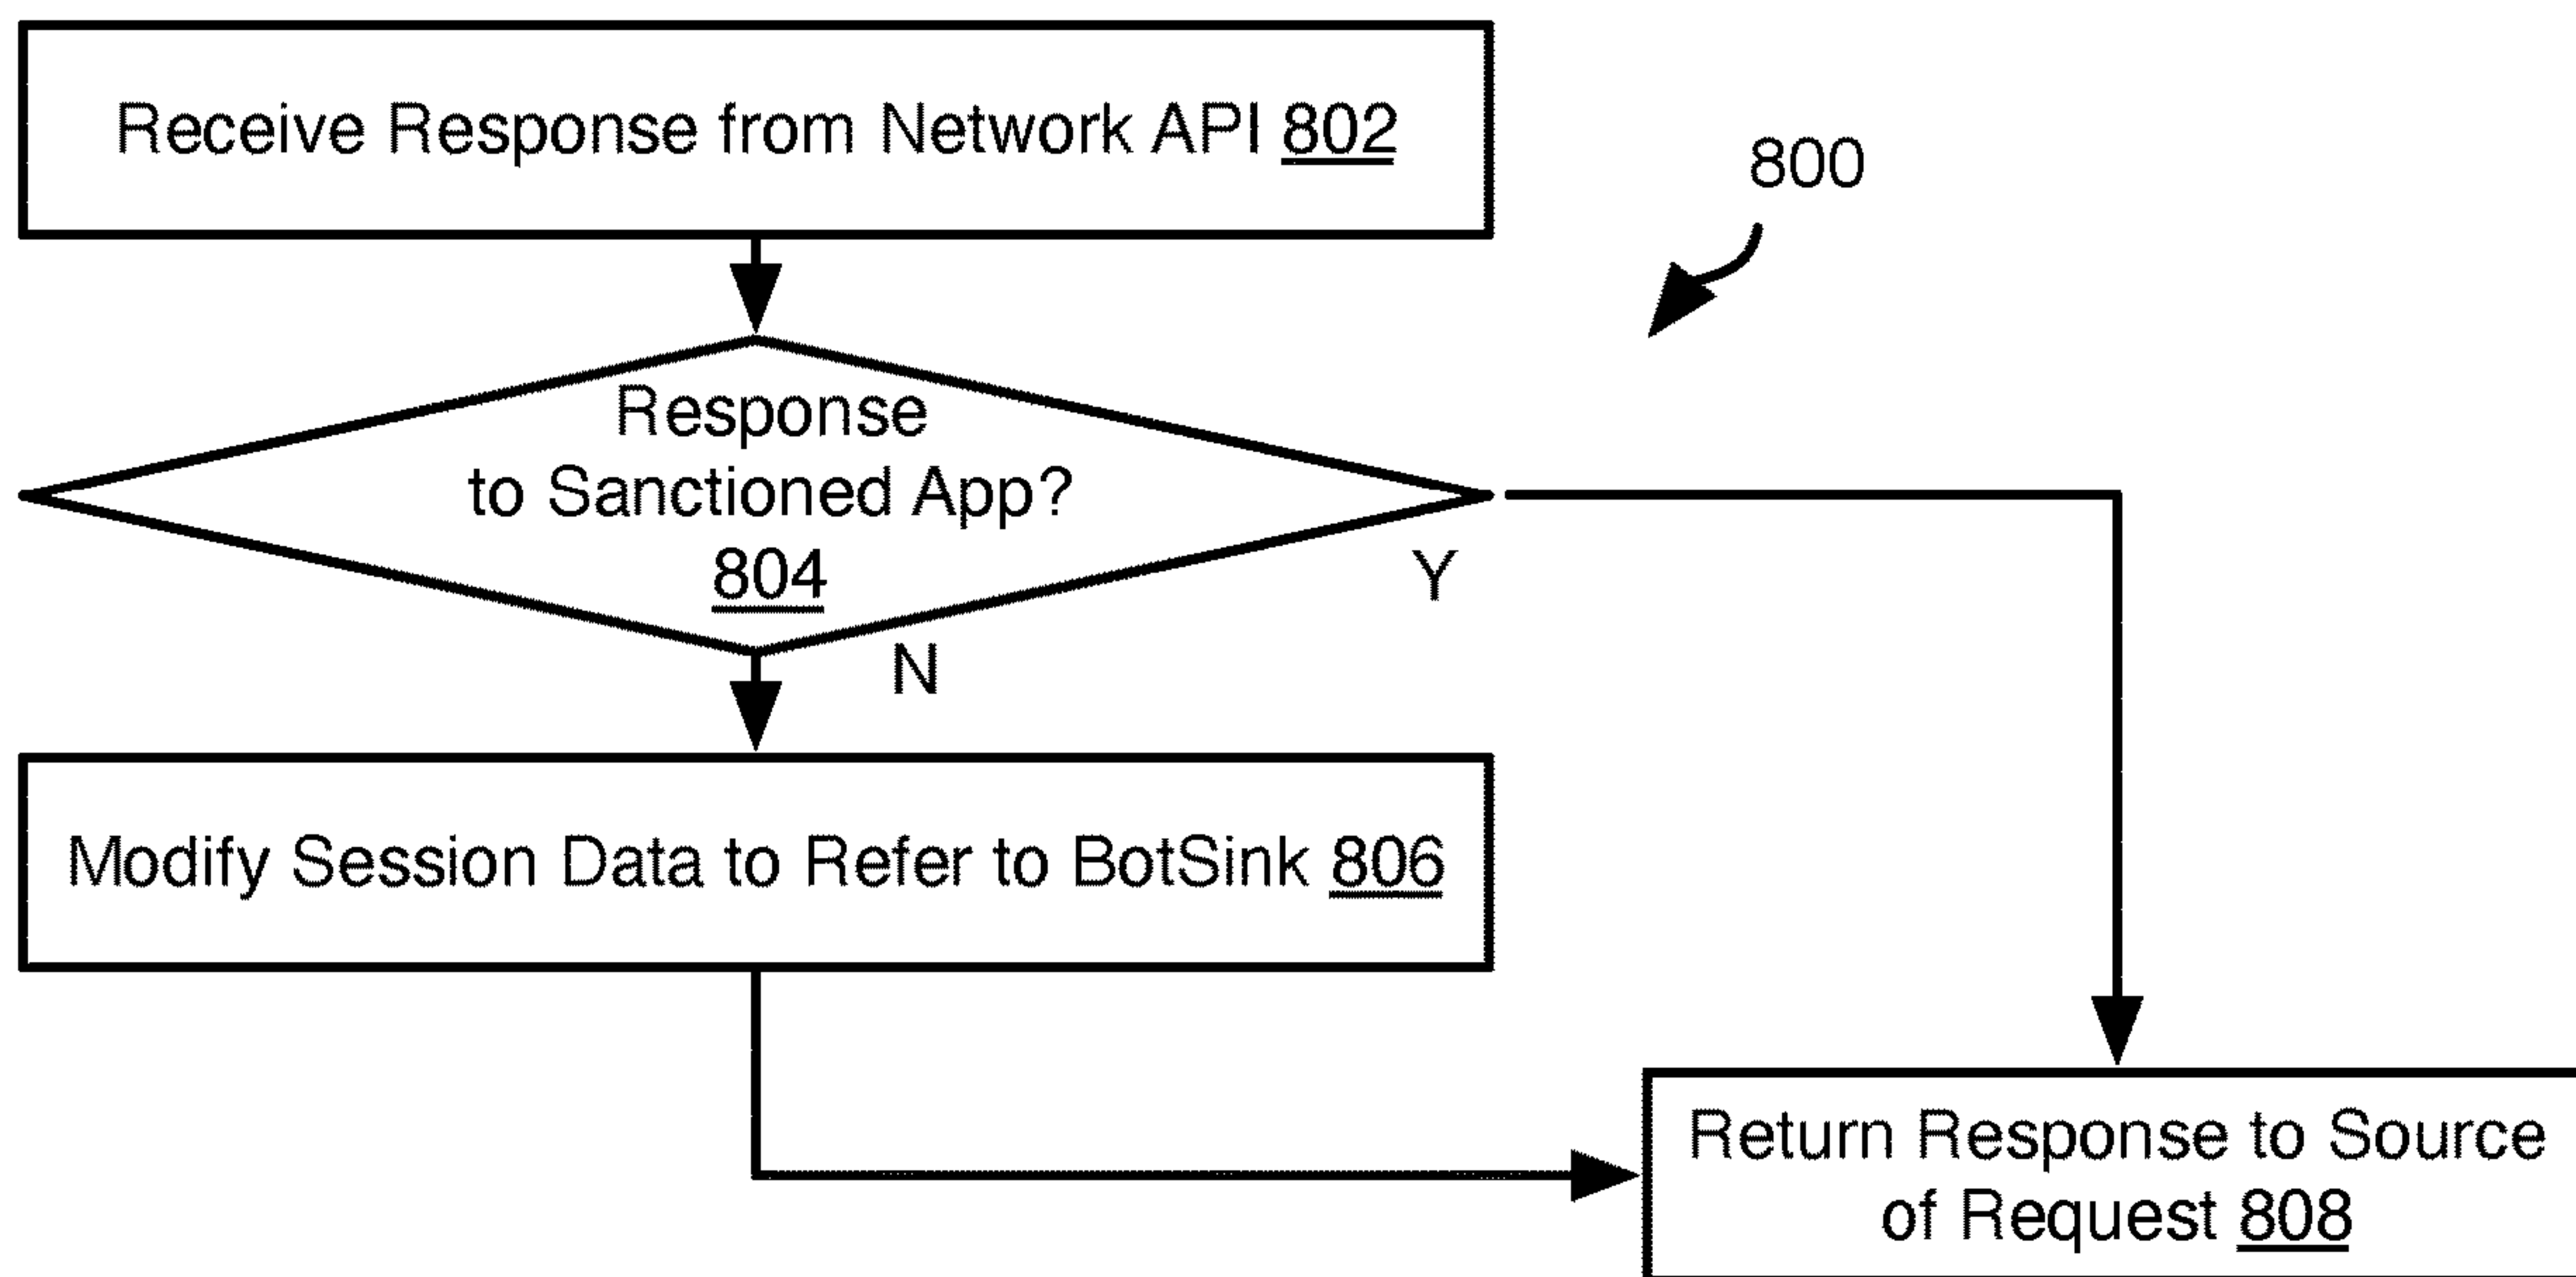 Receive Response from Network API 802
800
Response
to Sanctioned App?
804
Y
N
Modify Session Data to Refer to BotSink 806
Return Response to Source
of Request 808